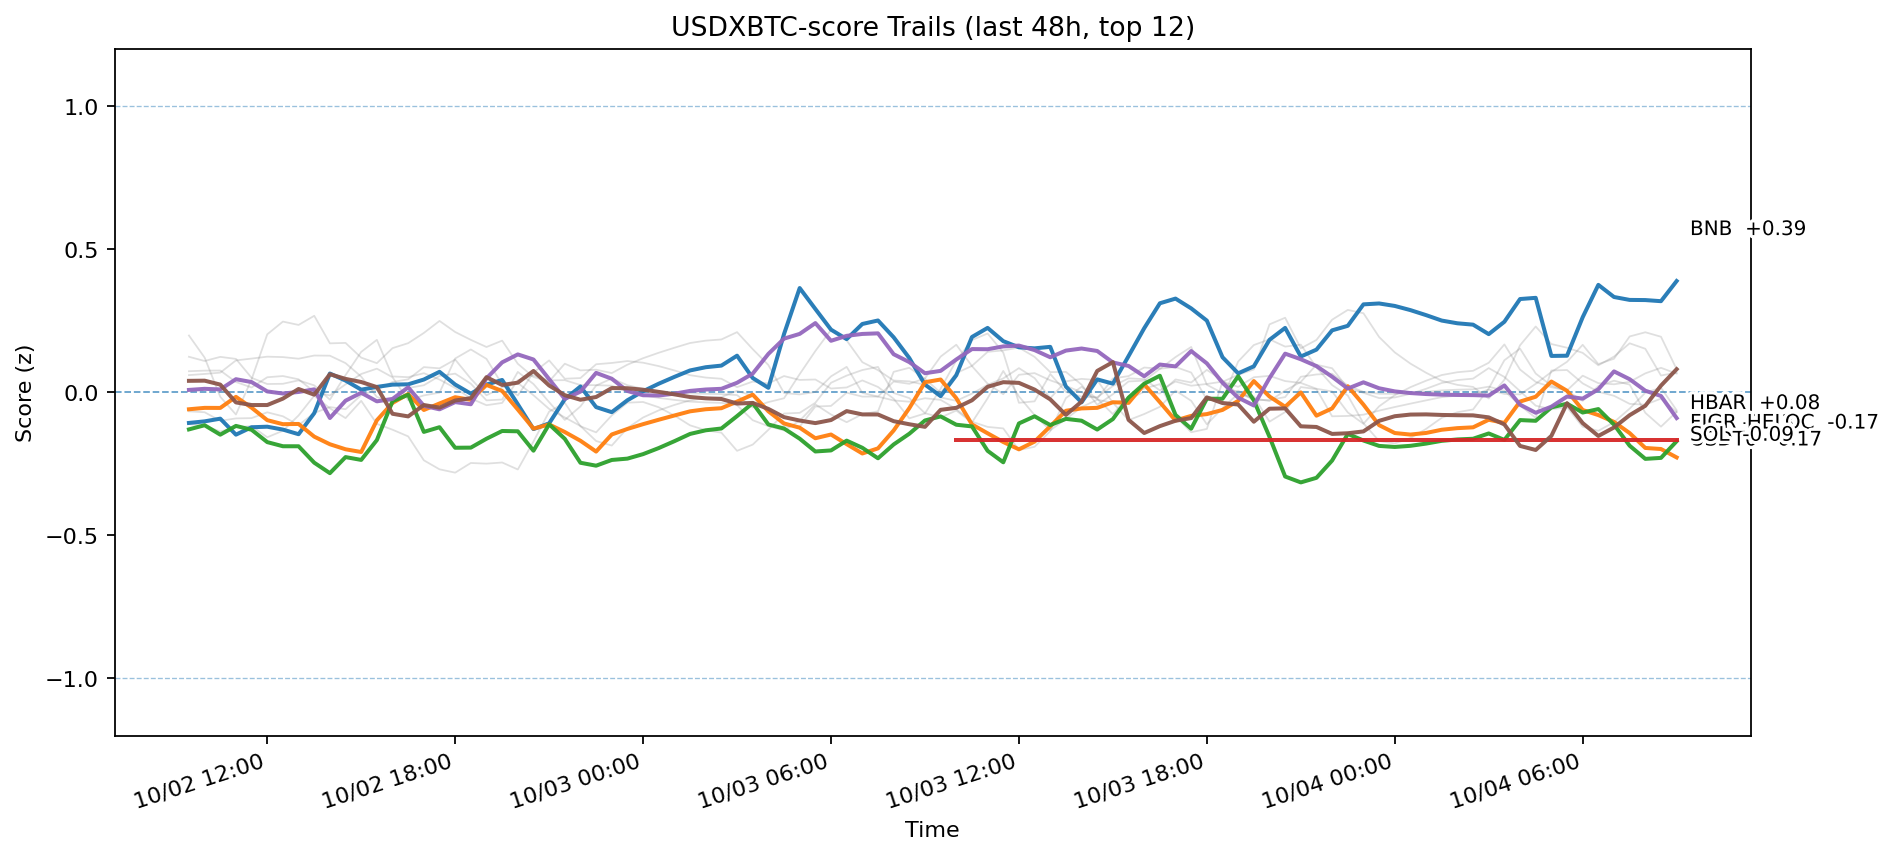 USDXBTC-score Trails (last 48h, top 12)
Score (z)
1.0
0.5
0.0
−0.5
−1.0
BNB +0.39
HBAR +0.08
FIGR_HELOC -0.17
SOL -0.09
-0.17
10/02 12:00
10/02 18:00
10/03 00:00
10/03 06:00
10/03 12:00
10/03 18:00
10/04 00:00
10/04 06:00
Time